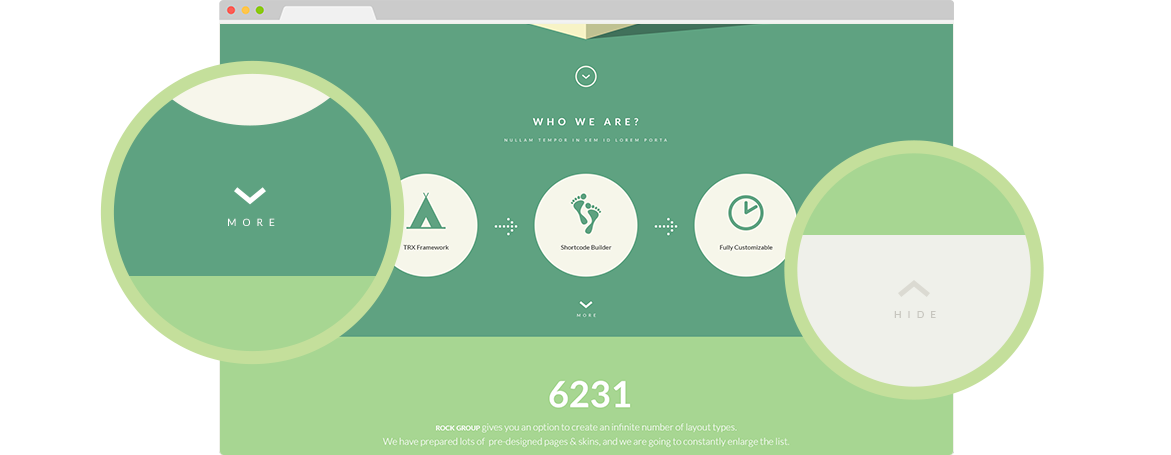 WHO WE ARE?
NULLAM TEMPOR IN SEM ID LOREM PORTA
MORE
TRX Framework
Shortcode Builder
Fully Customizable
MORE
HIDE
6231
ROCK GROUP gives you an option to create an infinite number of layout types.
We have prepared lots of pre-designed pages & skins, and we are going to constantly enlarge the list.